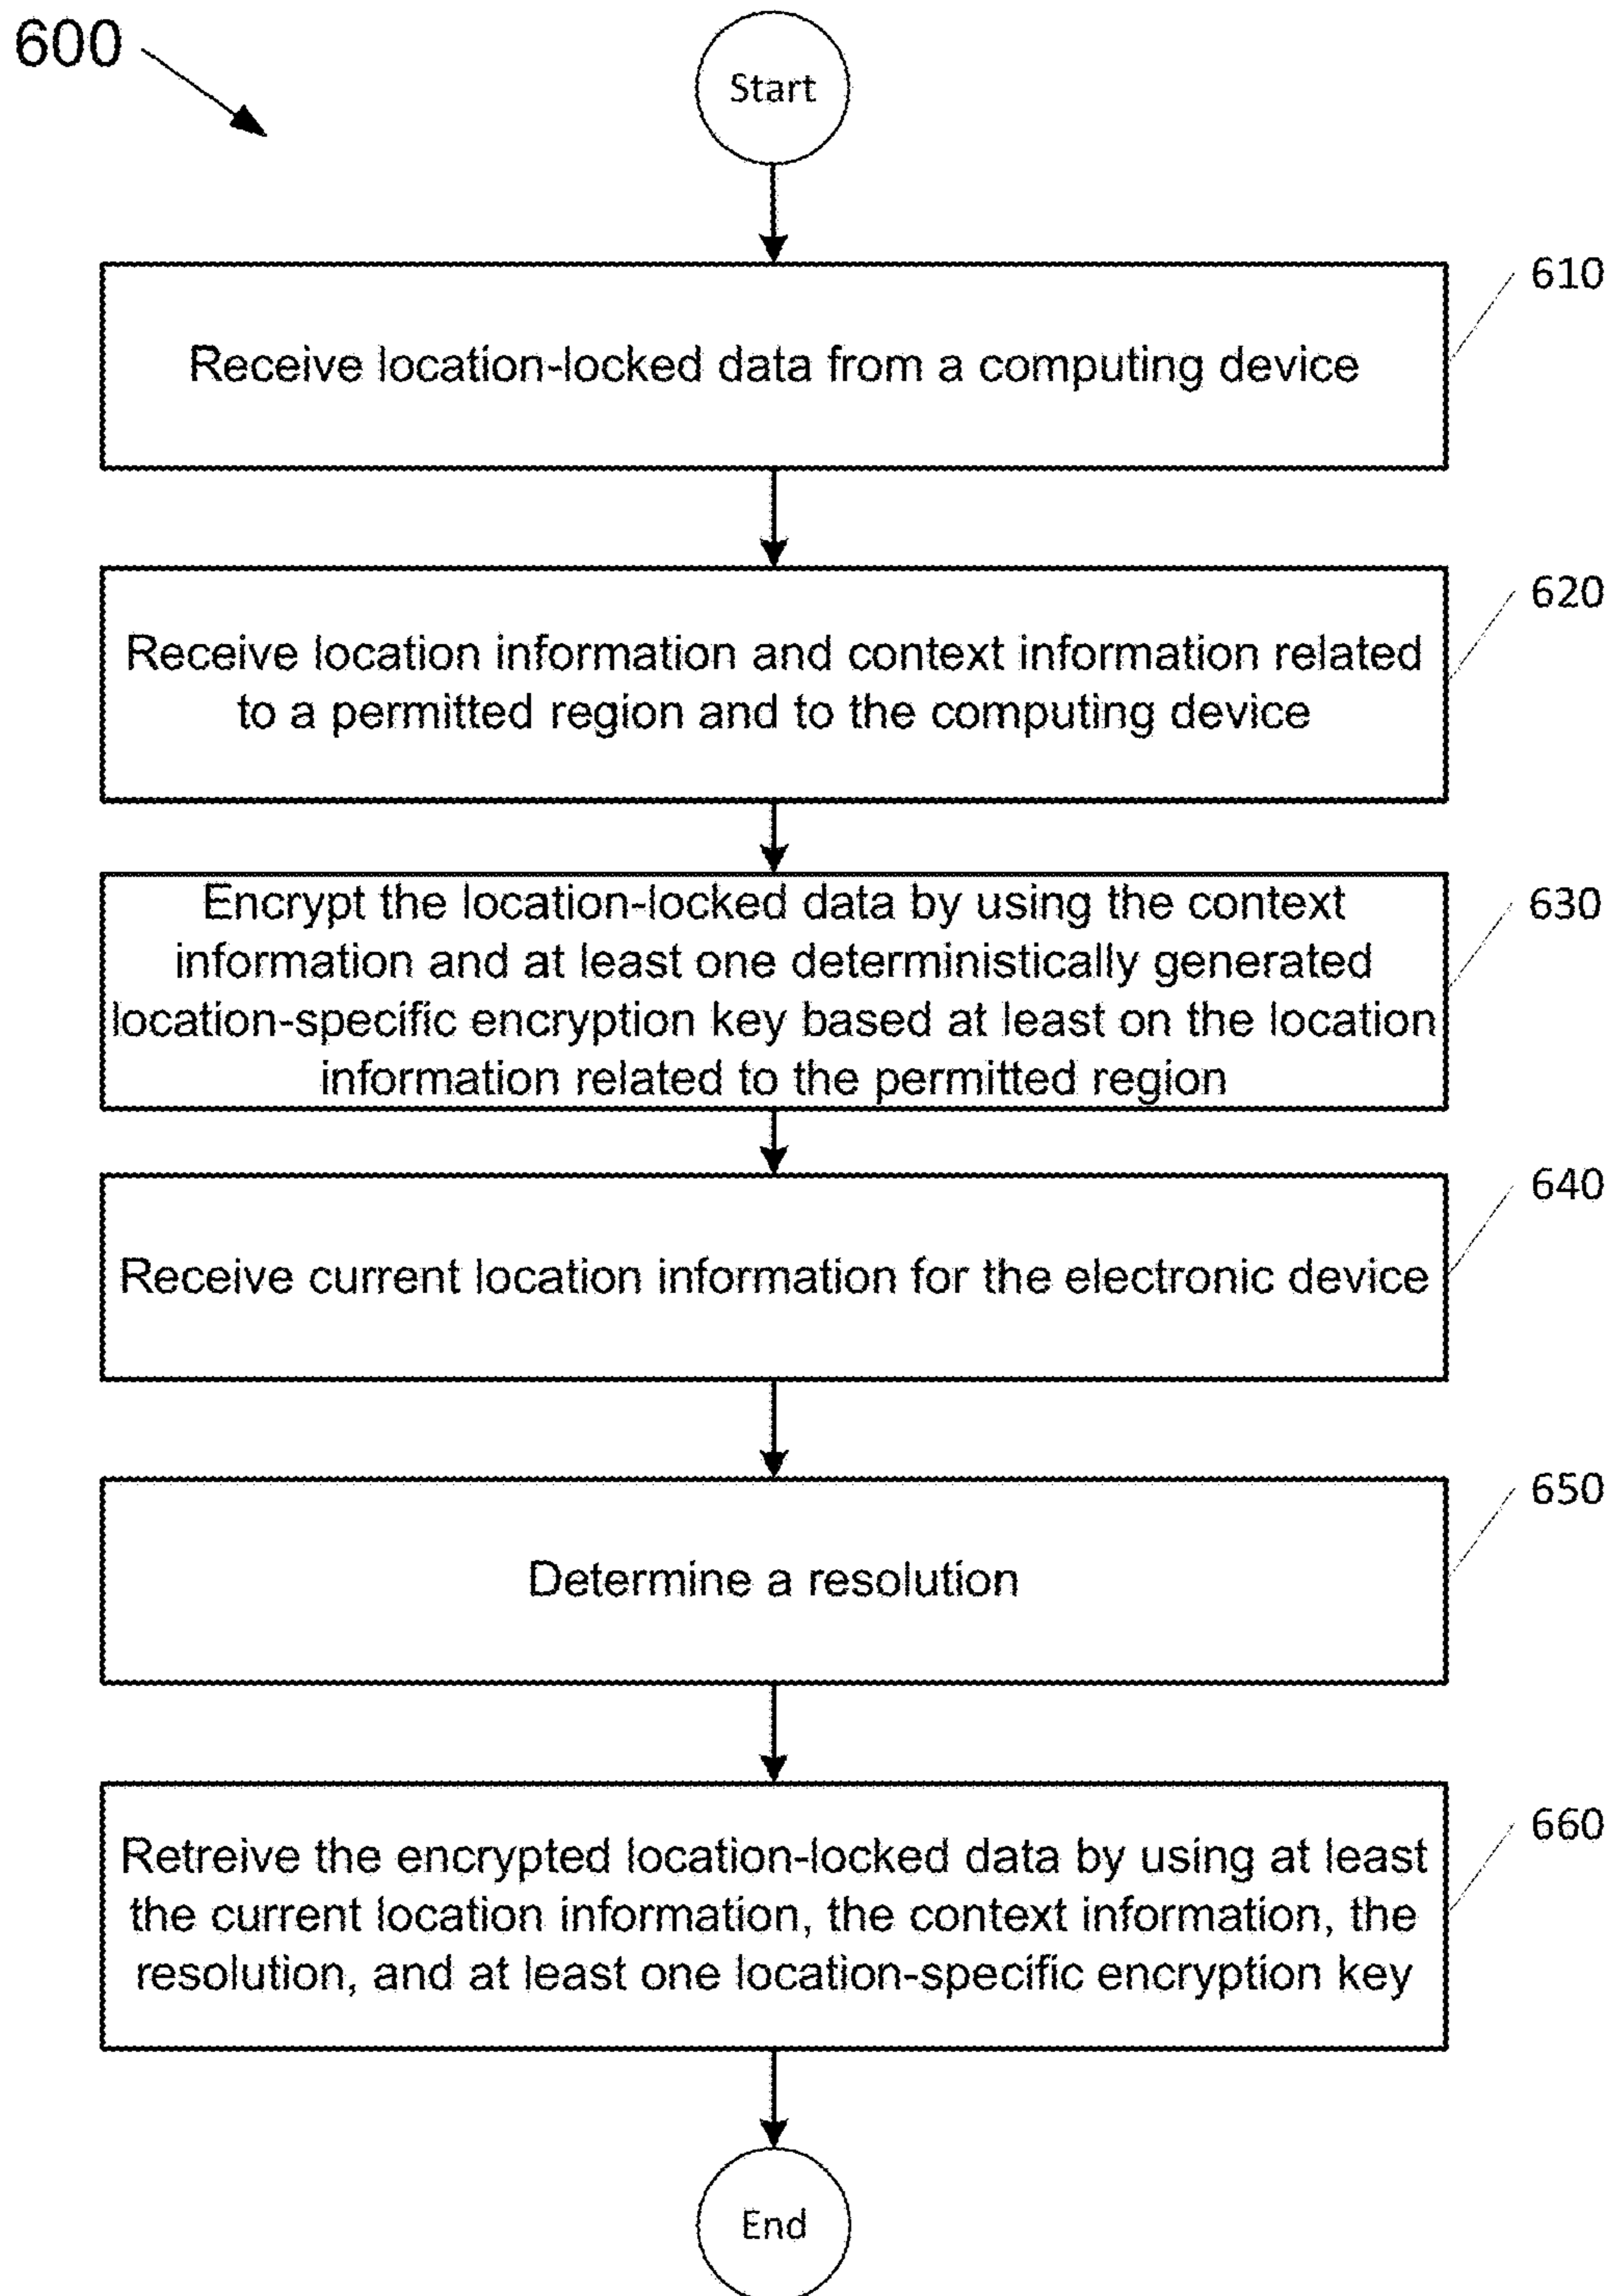 600
Start
610
Receive location-locked data from a computing device
620
Receive location information and context information related
to a permitted region and to the computing device
630
Encrypt the location-locked data by using the context
information and at least one deterministically generated
location-specific encryption key based at least on the location
information related to the permitted region
640
Receive current location information for the electronic device
650
Determine a resolution
660
Retreive the encrypted location-locked data by using at least
the current location information, the context information, the
resolution, and at least one location-specific encryption key
End